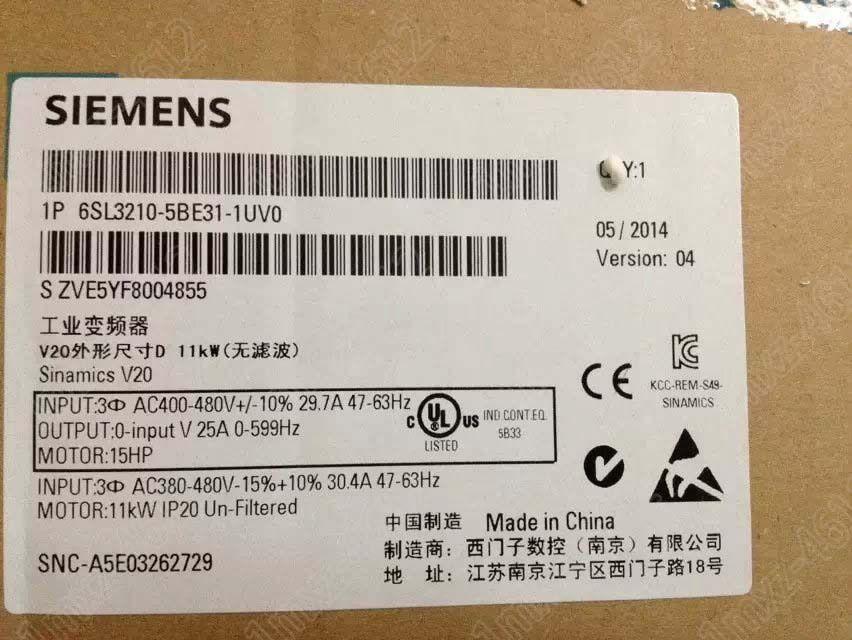 SIEMENS
QTY:1
1P 6SL3210-5BE31-1UV0
05 / 2014
Version: 04
S ZVE5YF8004855
工业变频器
V20外形尺寸D 11kW(无滤波)
Sinamics V20
CE
KCC-REM-S49-
SINAMICS
INPUT:3Φ AC400-480V+/-10% 29.7A 47-63Hz
OUTPUT:0-input V 25A 0-599Hz
MOTOR:15HP
C UL US
LISTED
IND.CONT.EQ.
5B33
INPUT:3Φ AC380-480V-15%+10% 30.4A 47-63Hz
MOTOR:11kW IP20 Un-Filtered
中国制造 Made in China
制造商：西门子数控（南京）有限公司
地 址：江苏南京江宁区西门子路18号
SNC-A5E03262729